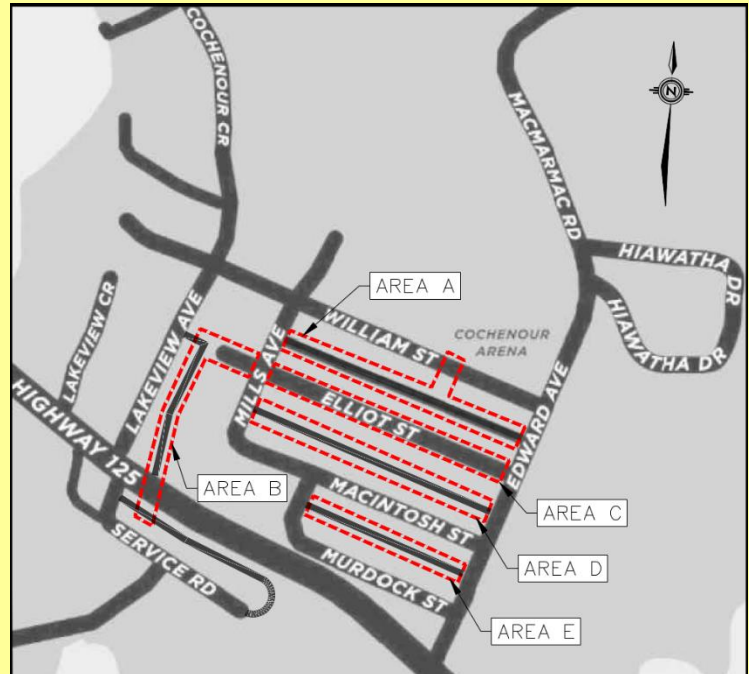 COCHENOUR CR
MACMARMAC RD
N
HIAWATHA DR
HIAWATHA DR
LAKEVIEW CR
LAKEVIEW AVE
MILLS AVE
AREA A
WILLIAM ST
COCHENOUR
ARENA
EDWARD AVE
ELLIOT ST
HIGHWAY 125
AREA B
AREA C
MACINTOSH ST
SERVICE RD
AREA D
MURDOCK ST
AREA E